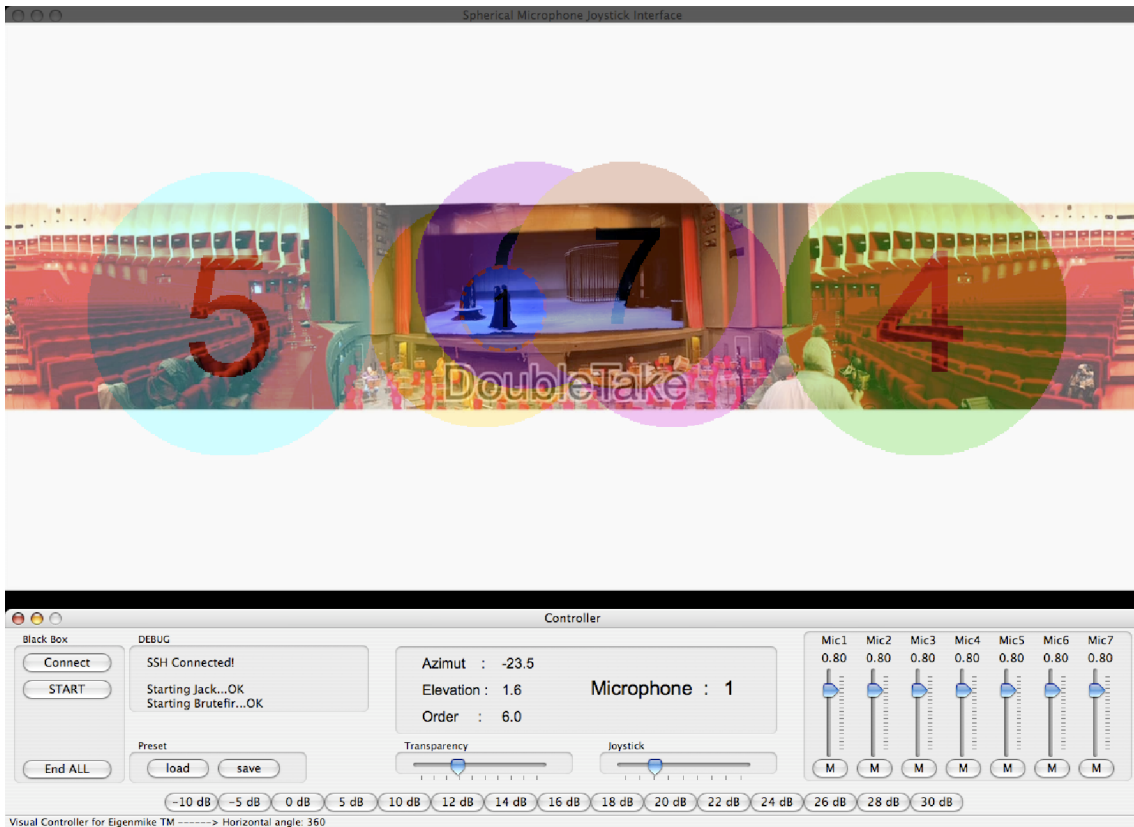 Spherical Microphone Joystick Interface
5
7
4
DoubleTake
Controller
Black Box
DEBUG
Connect
SSH Connected!
START
Starting Jack...OK
Starting Brutefir...OK
End ALL
Preset
load
save
Azimut : -23.5
Elevation : 1.6
Order : 6.0
Microphone : 1
Transparency
Joystick
Mic1 Mic2 Mic3 Mic4 Mic5 Mic6 Mic7
0.80 0.80 0.80 0.80 0.80 0.80 0.80
M M M M M M M
-10 dB -5 dB 0 dB 5 dB 10 dB 12 dB 14 dB 16 dB 18 dB 20 dB 22 dB 24 dB 26 dB 28 dB 30 dB
Visual Controller for Eigenmike TM ------> Horizontal angle: 360